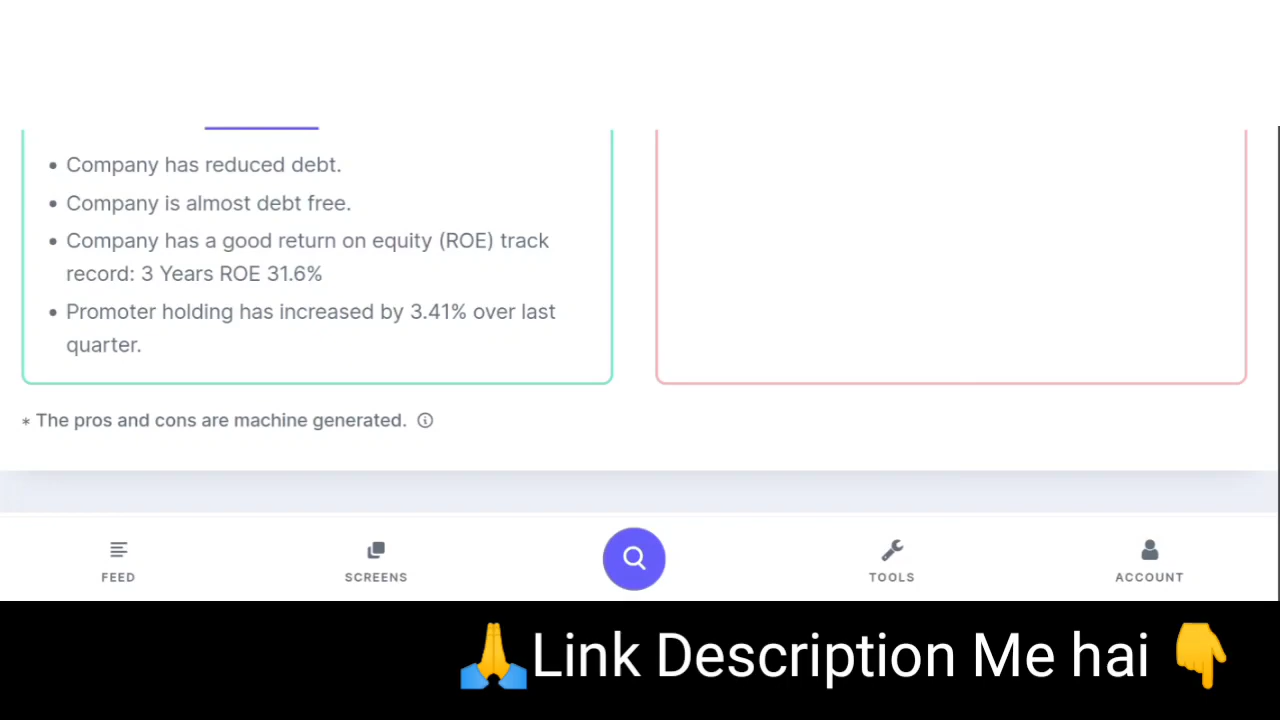 • Company has reduced debt.
• Company is almost debt free.
• Company has a good return on equity (ROE) track
record: 3 Years ROE 31.6%
• Promoter holding has increased by 3.41% over last
quarter.
* The pros and cons are machine generated.
FEED
SCREENS
TOOLS
ACCOUNT
🙏Link Description Me hai 👇